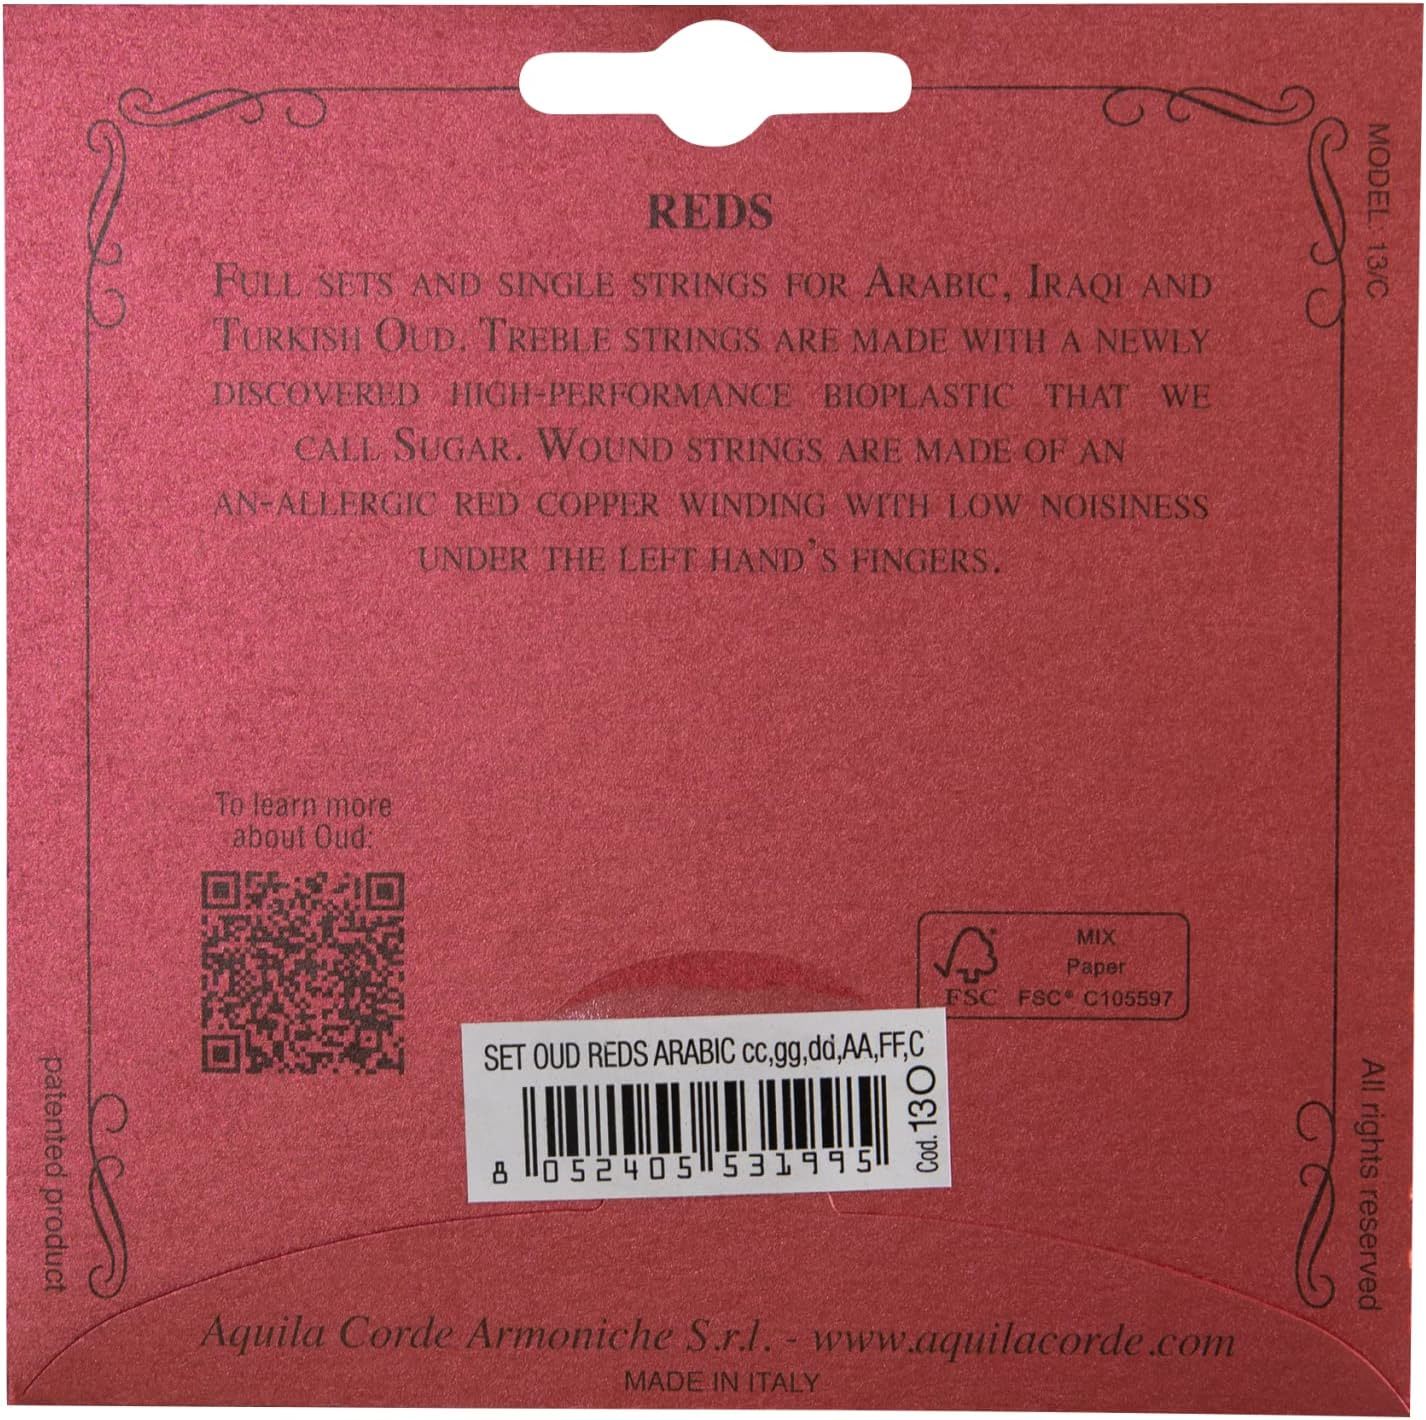 MODEL: 13/C
REDS
FULL SETS AND SINGLE STRINGS FOR ARABIC, IRAQI AND
TURKISH OUD. TREBLE STRINGS ARE MADE WITH A NEWLY
DISCOVERED HIGH-PERFORMANCE BIOPLASTIC THAT WE
CALL SUGAR. WOUND STRINGS ARE MADE OF AN
AN-ALLERGIC RED COPPER WINDING WITH LOW NOISINESS
UNDER THE LEFT HAND'S FINGERS.
To learn more
about Oud:
MIX
Paper
FSC FSC® C105597
SET OUD REDS ARABIC cc,gg,dd,AA,FF,C
Cod. 13O
8 052405 531995
patented product
All rights reserved
Aquila Corde Armoniche S.r.l. - www.aquilacorde.com
MADE IN ITALY